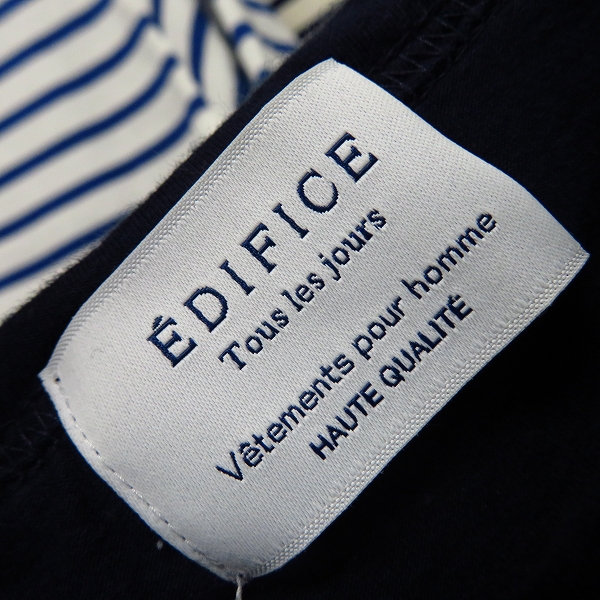 ÉDIFICE
Tous les jours
Vêtements pour homme
HAUTE QUALITÉ